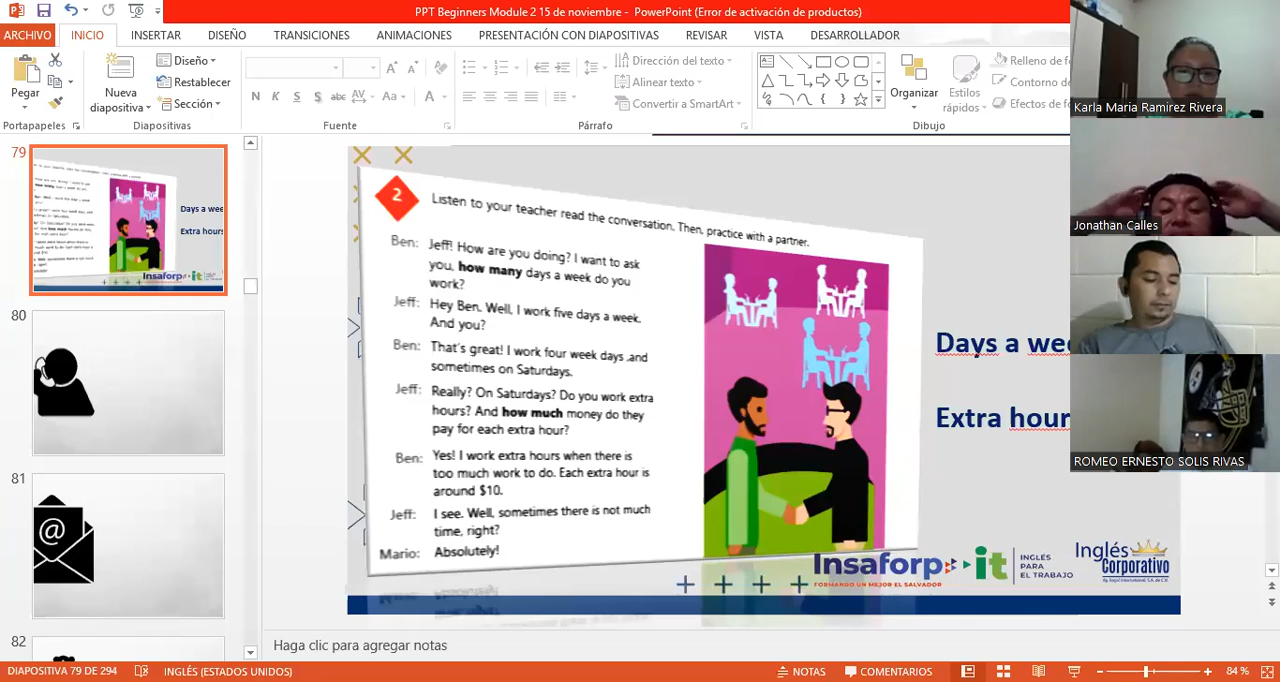 PPT Beginners Module 2 15 de noviembre - PowerPoint (Error de activación de productos)
ARCHIVO INICIO INSERTAR DISEÑO TRANSICIONES ANIMACIONES PRESENTACIÓN CON DIAPOSITIVAS REVISAR VISTA DESARROLLADOR
Pegar
Nueva
diapositiva
Diseño
Restablecer
Sección
N K S S abc AV Aa A
Dirección del texto
Alinear texto
Convertir a SmartArt
Organizar
Estilos
rápidos
Relleno de
Contorno de
Efectos de
Portapapeles Diapositivas Fuente Párrafo Dibujo
79
80
81
82
2
Listen to your teacher read the conversation. Then, practice with a partner.
Ben: Jeff! How are you doing? I want to ask
you, how many days a week do you
work?
Jeff: Hey Ben. Well, I work five days a week.
And you?
Ben: That's great! I work four week days and
sometimes on Saturdays.
Jeff: Really? On Saturdays? Do you work extra
hours? And how much money do they
pay for each extra hour?
Ben: Yes! I work extra hours when there is
too much work to do. Each extra hour is
around $10.
Jeff: I see. Well, sometimes there is not much
time, right?
Mario: Absolutely!
Days a wee
Extra hour
Insaforp
FORMANDO UN MEJOR EL SALVADOR
it
INGLÉS
PARA
EL TRABAJO
Inglés
Corporativo
Karla Maria Ramirez Rivera
Jonathan Calles
ROMEO ERNESTO SOLIS RIVAS
Haga clic para agregar notas
DIAPOSITIVA 79 DE 294 INGLÉS (ESTADOS UNIDOS) NOTAS COMENTARIOS 84 %